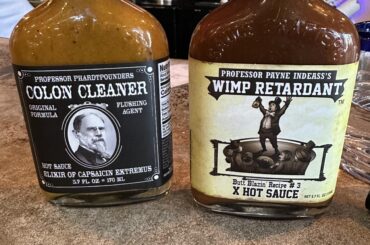 PROFESSOR PHARDTPOUNDERS
COLON CLEANER
ORIGINAL FORMULA
FLUSHING AGENT
HOT SAUCE
ELIXIR OF CAPSAICIN EXTREMUS
5.7 FL. OZ = 170 ML
PROFESSOR PAYNE INDEASS'S
WIMP RETARDANT™
Butt Blazin Recipe # 3
X HOT SAUCE